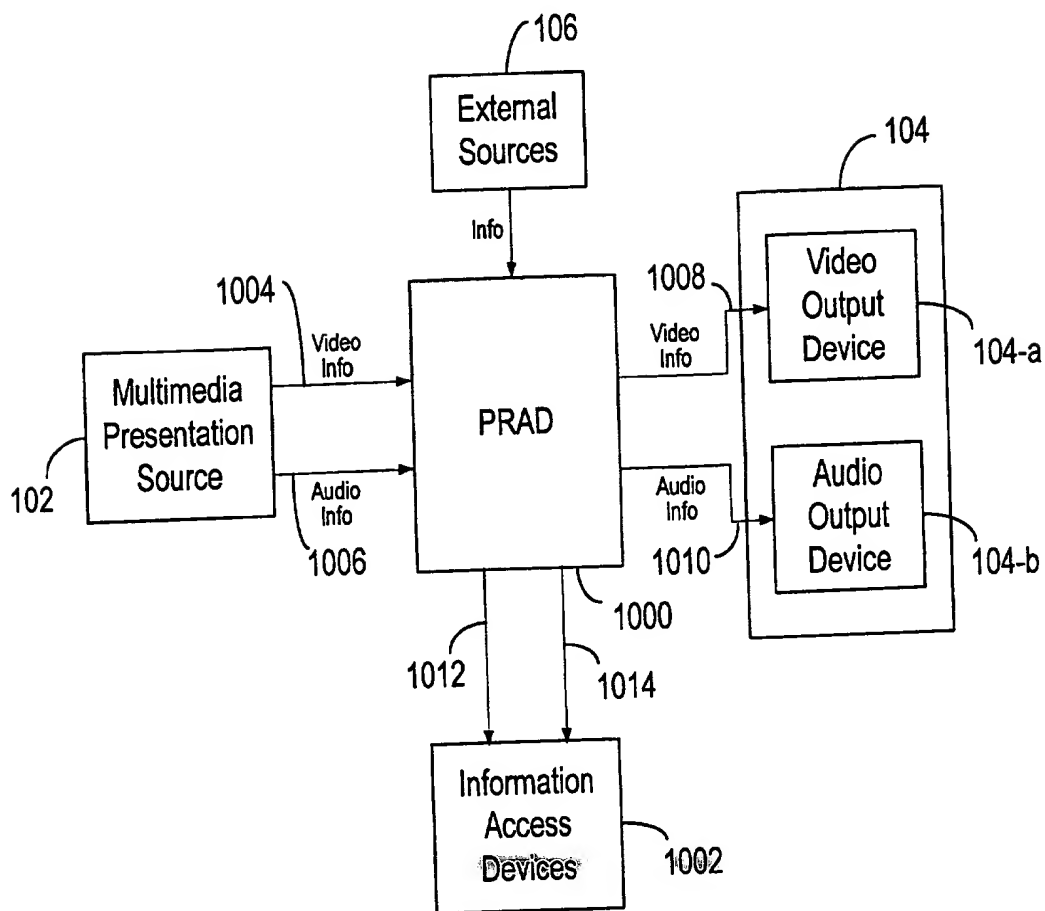 106
External
Sources
Info
104
1004
Video
Info
Multimedia
Presentation
Source
102
Audio
Info
1006
PRAD
1008
Video
Info
Video
Output
Device
104-a
Audio
Info
1010
Audio
Output
Device
104-b
1000
1012
1014
Information
Access
Devices
1002